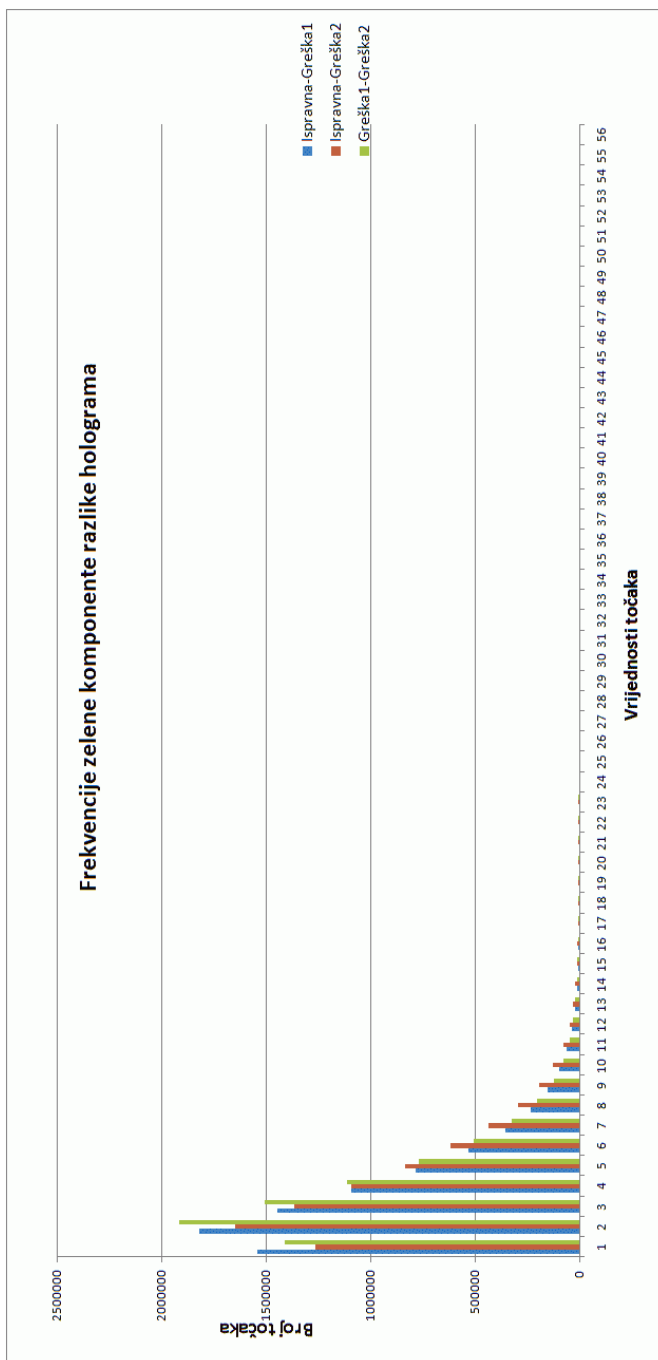 Frekvencije zelene komponente razlike holograma
Broj točaka
2500000
2000000
1500000
1000000
500000
0
1 2 3 4 5 6 7 8 9 10 11 12 13 14 15 16 17 18 19 20 21 22 23 24 25 26 27 28 29 30 31 32 33 34 35 36 37 38 39 40 41 42 43 44 45 46 47 48 49 50 51 52 53 54 55 56
Vrijednosti točaka
Ispravna-Greška1
Ispravna-Greška2
Greška1-Greška2